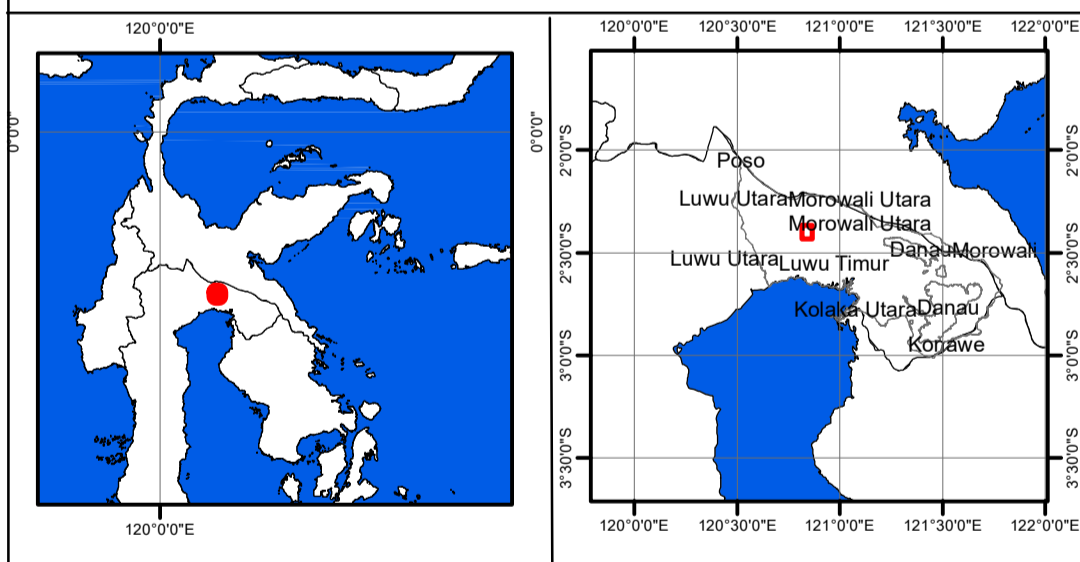 120°0'0"E
0°0'0"
0°0'0"
120°0'0"E
120°0'0"E 120°30'0"E 121°0'0"E 121°30'0"E 122°0'0"E
2°0'0"S
2°0'0"S
Poso
Luwu Utara Morowali Utara
Morowali Utara
2°30'0"S
Luwu Utara Luwu Timur Danau Morowali
2°30'0"S
Kolaka Utara Danau
Konawe
3°0'0"S
3°0'0"S
3°30'0"S
3°30'0"S
120°0'0"E 120°30'0"E 121°0'0"E 121°30'0"E 122°0'0"E